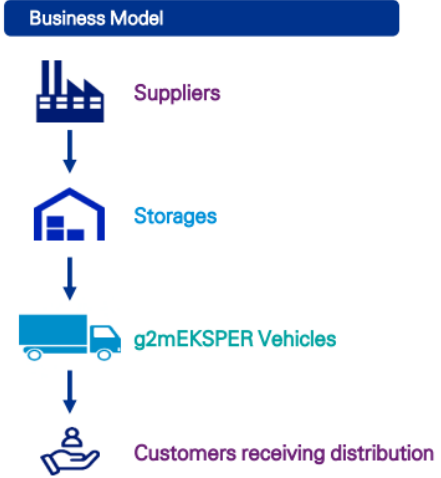 Business Model
Suppliers
Storages
g2mEKSPER Vehicles
Customers receiving distribution